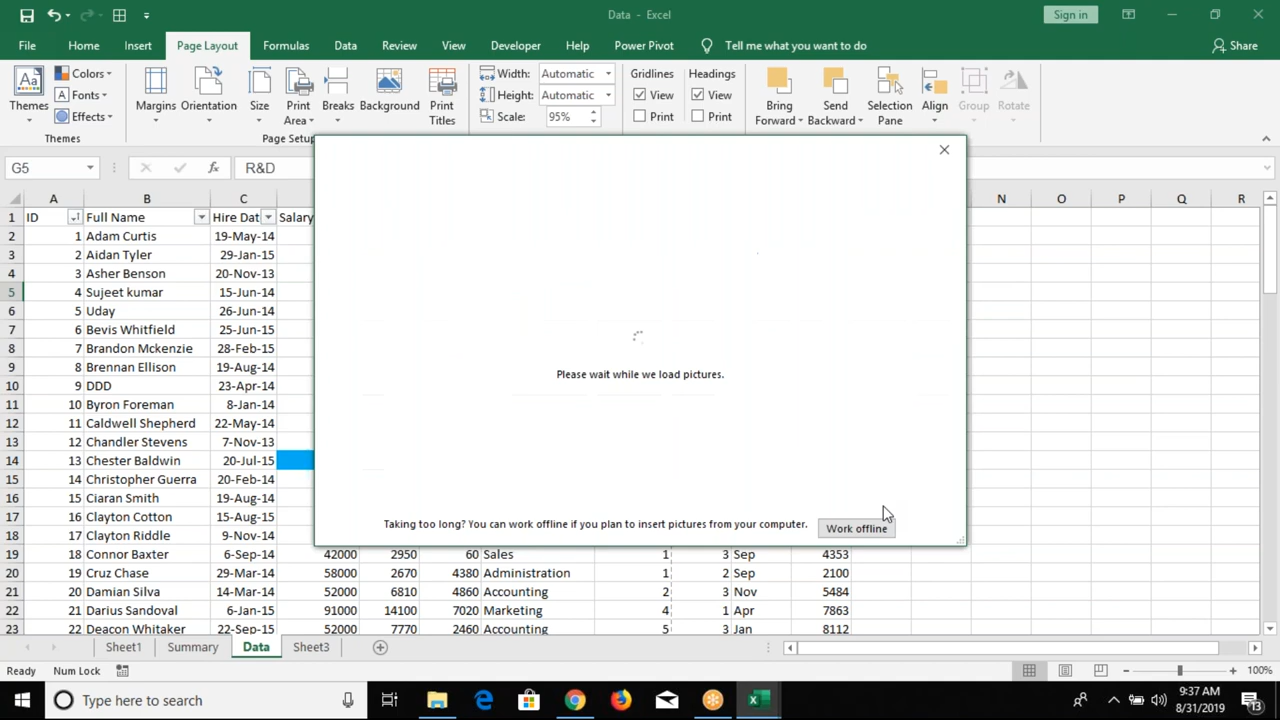 Data - Excel
Sign in
File Home Insert Page Layout Formulas Data Review View Developer Help Power Pivot Tell me what you want to do Share
Themes
Colors
Fonts
Effects
Themes
Margins Orientation Size Print Area Breaks Background Print Titles
Page Setu
Width: Automatic
Height: Automatic
Scale: 95%
Gridlines
View
Print
Headings
View
Print
Bring Forward Send Backward Selection Pane Align Group Rotate
G5 fx R&D
A B C N O P Q R
1 ID Full Name Hire Dat Salary
2 1 Adam Curtis 19-May-14
3 2 Aidan Tyler 29-Jan-15
4 3 Asher Benson 20-Nov-13
5 4 Sujeet kumar 15-Jun-14
6 5 Uday 26-Jun-14
7 6 Bevis Whitfield 25-Jun-15
8 7 Brandon Mckenzie 28-Feb-15
9 8 Brennan Ellison 19-Aug-14
10 9 DDD 23-Apr-14
11 10 Byron Foreman 8-Jan-14
12 11 Caldwell Shepherd 22-May-14
13 12 Chandler Stevens 7-Nov-13
14 13 Chester Baldwin 20-Jul-15
15 14 Christopher Guerra 20-Feb-14
16 15 Ciaran Smith 19-Aug-14
17 16 Clayton Cotton 15-Aug-15
18 17 Clayton Riddle 9-Nov-14
19 18 Connor Baxter 6-Sep-14 42000 2950 60 Sales 1 3 Sep 4353
20 19 Cruz Chase 29-Mar-14 58000 2670 4380 Administration 1 2 Sep 2100
21 20 Damian Silva 14-Mar-14 52000 6810 4860 Accounting 2 3 Nov 5484
22 21 Darius Sandoval 6-Jan-15 91000 14100 7020 Marketing 4 1 Apr 7863
23 22 Deacon Whitaker 22-Sep-15 52000 7770 2460 Accounting 5 3 Jan 8112
Please wait while we load pictures.
Taking too long? You can work offline if you plan to insert pictures from your computer. Work offline
Sheet1 Summary Data Sheet3
Ready Num Lock 100%
Type here to search
9:37 AM
8/31/2019
13